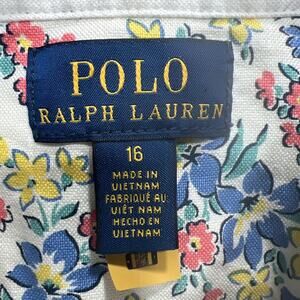 POLO
RALPH LAUREN
16
MADE IN
VIETNAM
FABRIQUÉ AU
VIÊT NAM
HECHO EN
VIETNAM